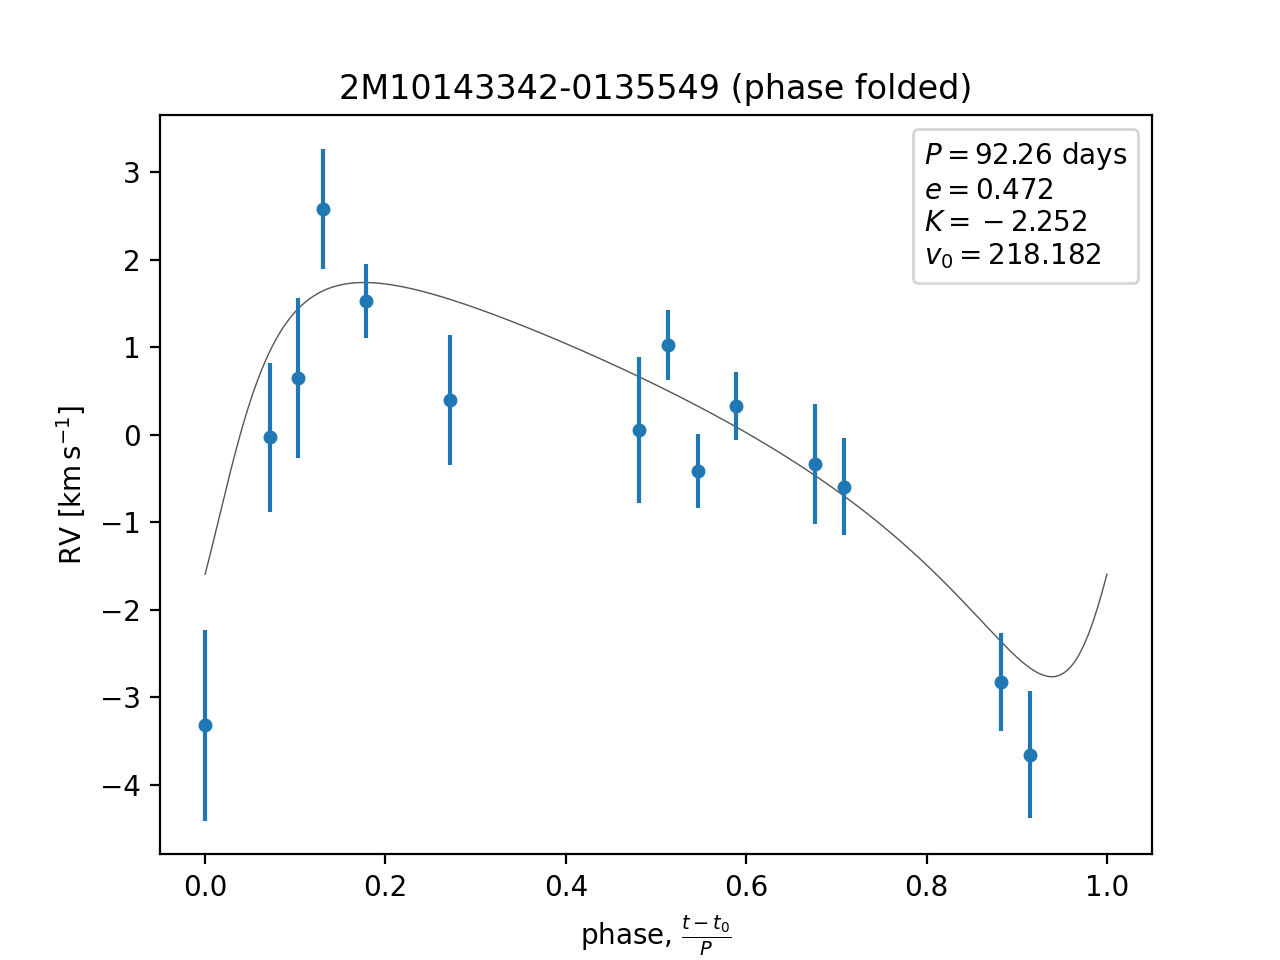 2M10143342-0135549 (phase folded)
P = 92.26 days
e = 0.472
K = −2.252
v₀ = 218.182
3
2
1
0
−1
−2
−3
−4
RV [km s⁻¹]
0.0 0.2 0.4 0.6 0.8 1.0
phase, (t − t₀)/P